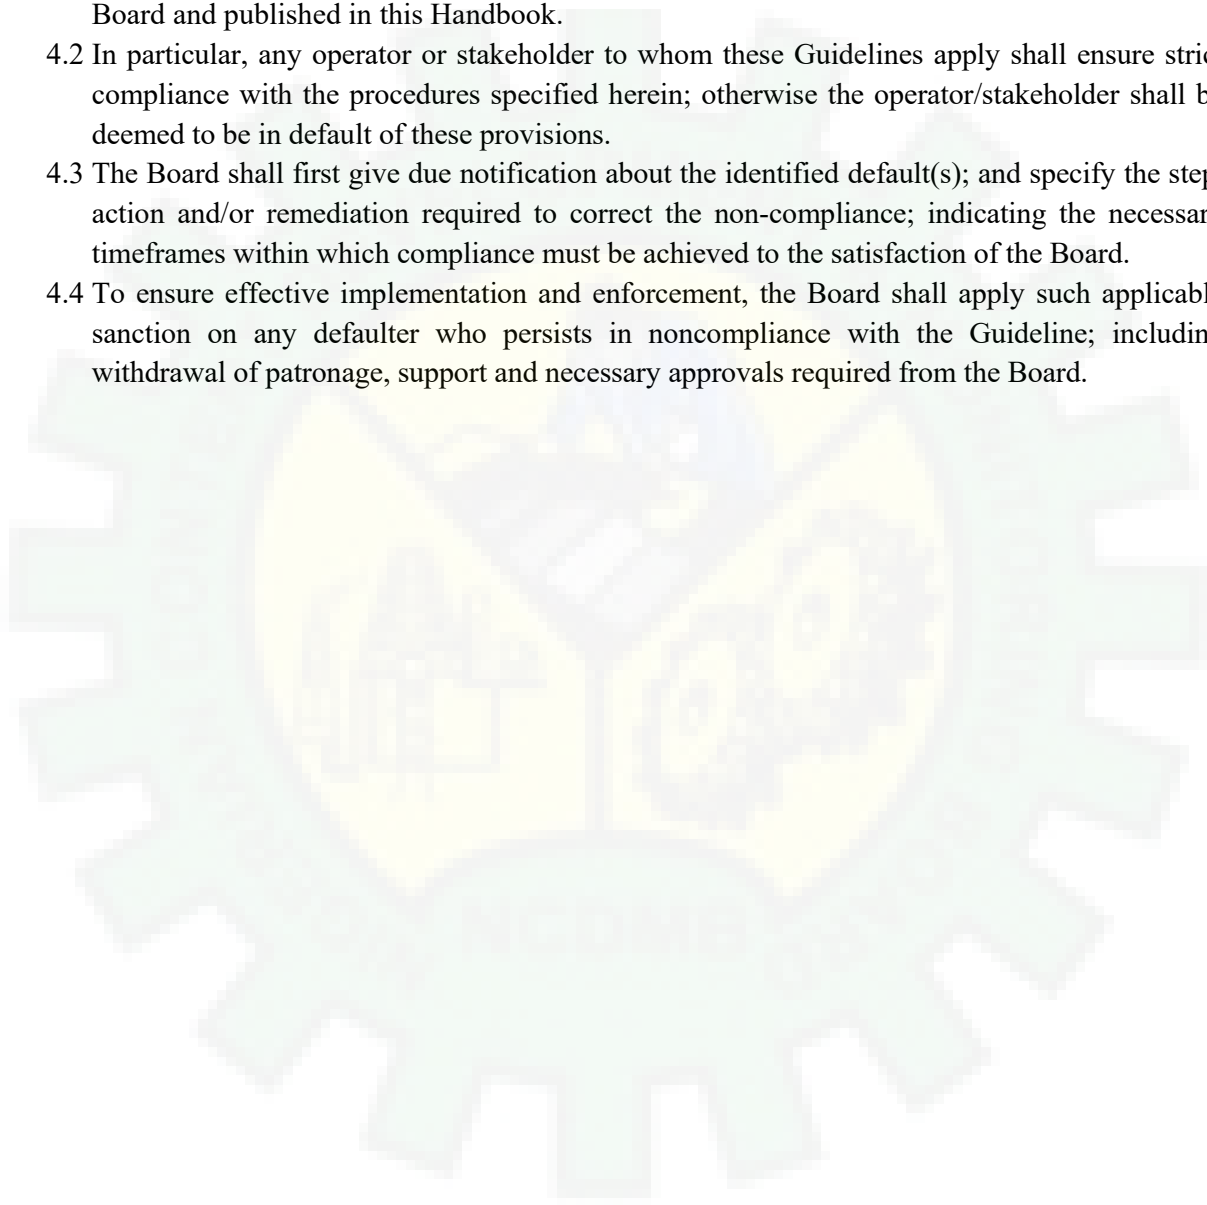 Board and published in this Handbook.
4.2 In particular, any operator or stakeholder to whom these Guidelines apply shall ensure stric
compliance with the procedures specified herein; otherwise the operator/stakeholder shall b
deemed to be in default of these provisions.
4.3 The Board shall first give due notification about the identified default(s); and specify the step
action and/or remediation required to correct the non-compliance; indicating the necessar
timeframes within which compliance must be achieved to the satisfaction of the Board.
4.4 To ensure effective implementation and enforcement, the Board shall apply such applicabl
sanction on any defaulter who persists in noncompliance with the Guideline; includin
withdrawal of patronage, support and necessary approvals required from the Board.
NCDMB